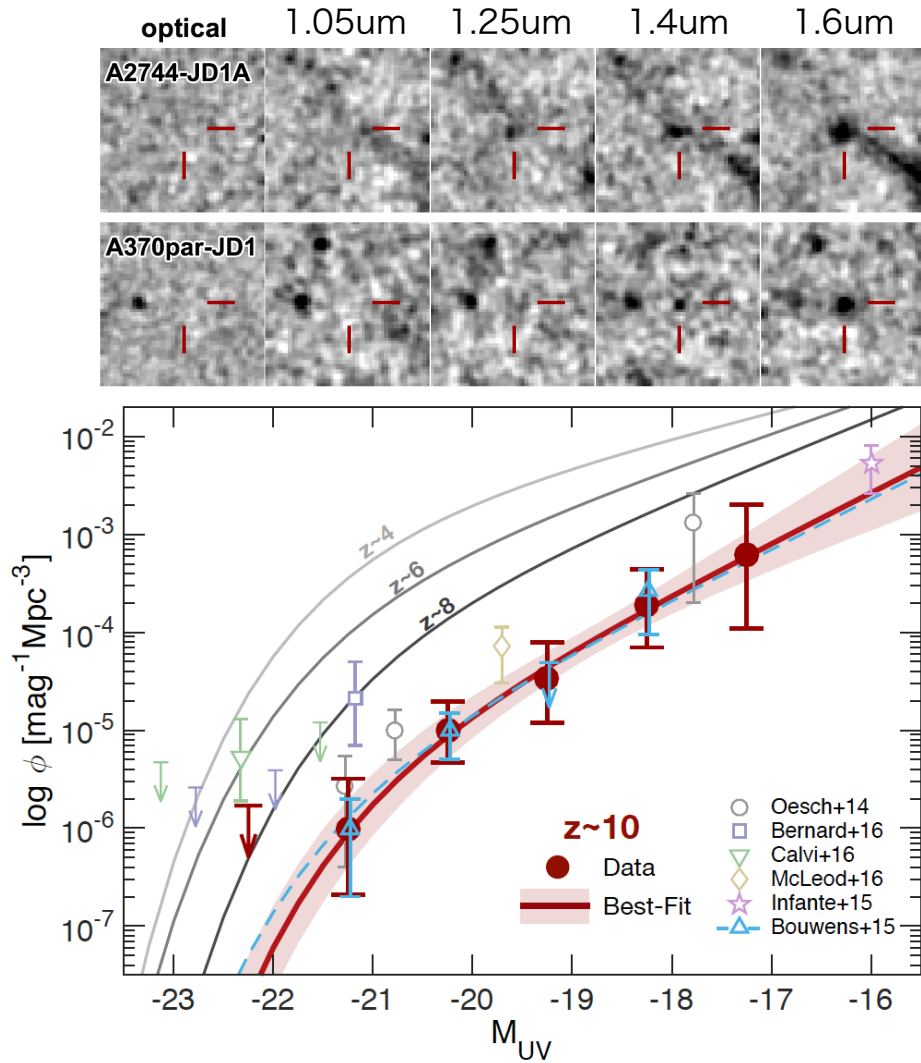 optical 1.05um 1.25um 1.4um 1.6um
A2744-JD1A
A370par-JD1
10⁻²
10⁻³
10⁻⁴
10⁻⁵
10⁻⁶
10⁻⁷
log ϕ [mag⁻¹Mpc⁻³]
z~4
z~6
z~8
z~10
Data
Best-Fit
Oesch+14
Bernard+16
Calvi+16
McLeod+16
Infante+15
Bouwens+15
-23 -22 -21 -20 -19 -18 -17 -16
M_UV